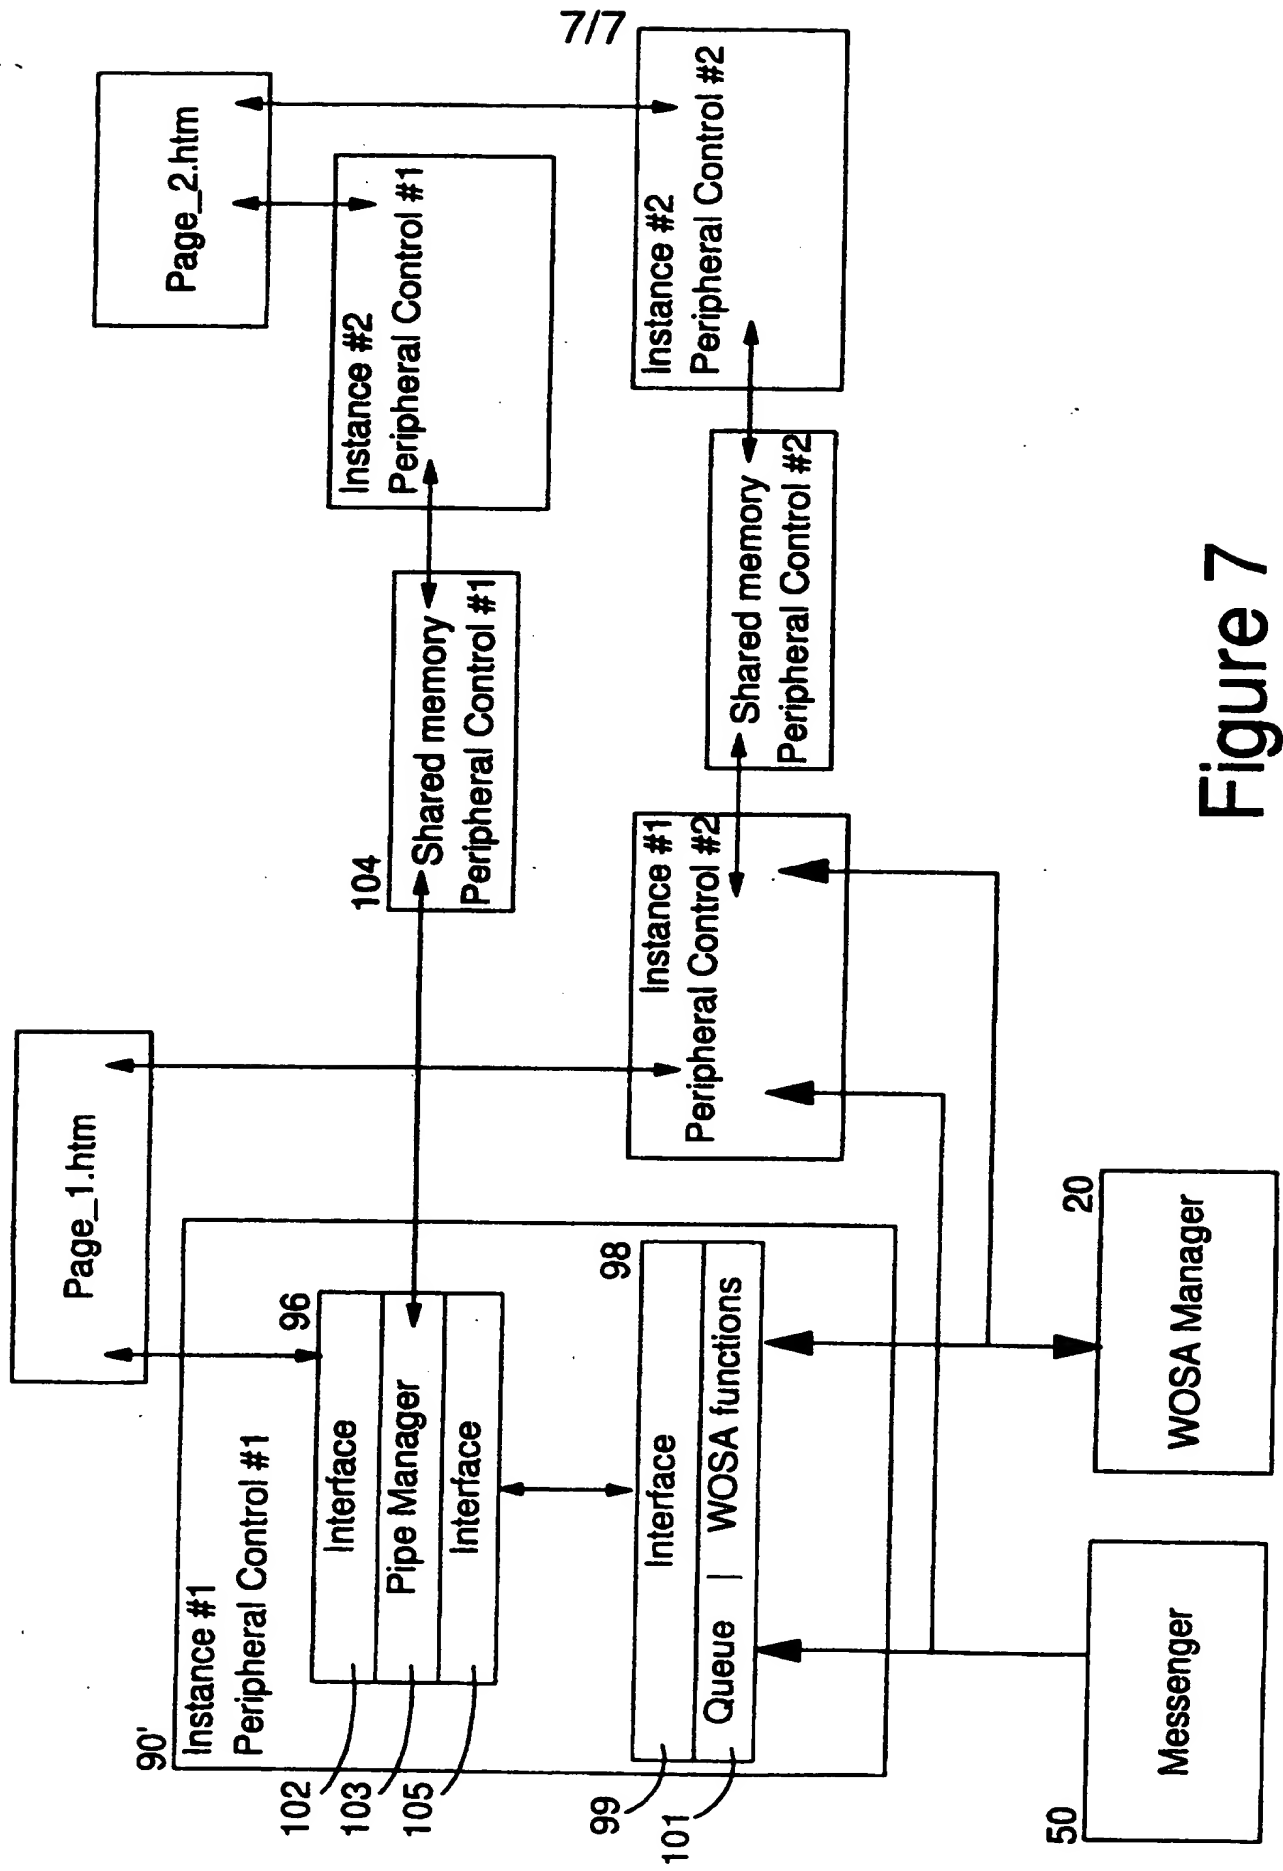 7/7
Page_1.htm
Page_2.htm
90'
Instance #1
Peripheral Control #1
96
102
Interface
103
Pipe Manager
105
Interface
104
Shared memory
Peripheral Control #1
Instance #2
Peripheral Control #1
98
99
Interface
101
Queue | WOSA functions
Instance #1
Peripheral Control #2
Shared memory
Peripheral Control #2
Instance #2
Peripheral Control #2
50
Messenger
20
WOSA Manager
Figure 7